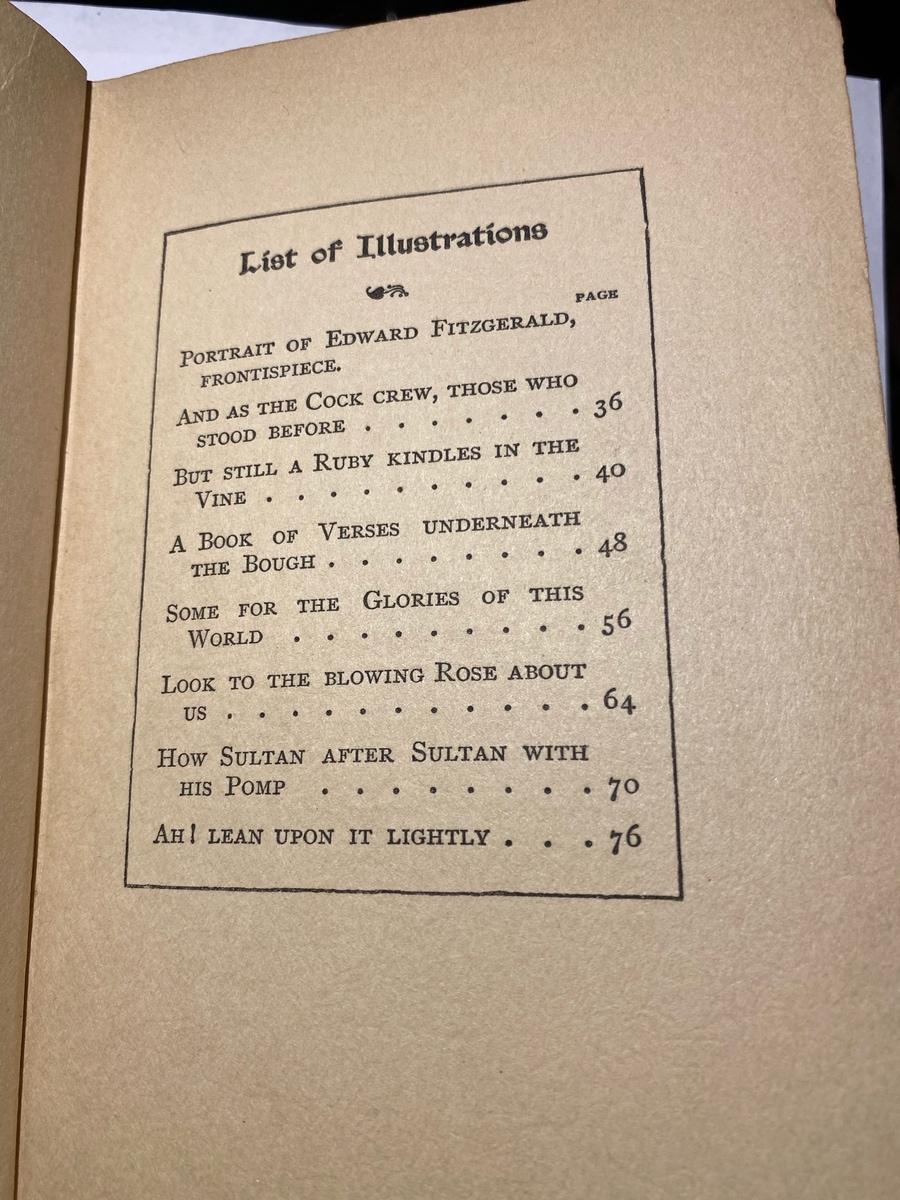 List of Illustrations
PAGE
PORTRAIT OF EDWARD FITZGERALD,
FRONTISPIECE.
AND AS THE COCK CREW, THOSE WHO
STOOD BEFORE . . . . . . . 36
BUT STILL A RUBY KINDLES IN THE
VINE . . . . . . . . . . 40
A BOOK OF VERSES UNDERNEATH
THE BOUGH . . . . . . . . 48
SOME FOR THE GLORIES OF THIS
WORLD . . . . . . . . . 56
LOOK TO THE BLOWING ROSE ABOUT
US . . . . . . . . . . . 64
HOW SULTAN AFTER SULTAN WITH
HIS POMP . . . . . . . . 70
AH! LEAN UPON IT LIGHTLY . . . 76